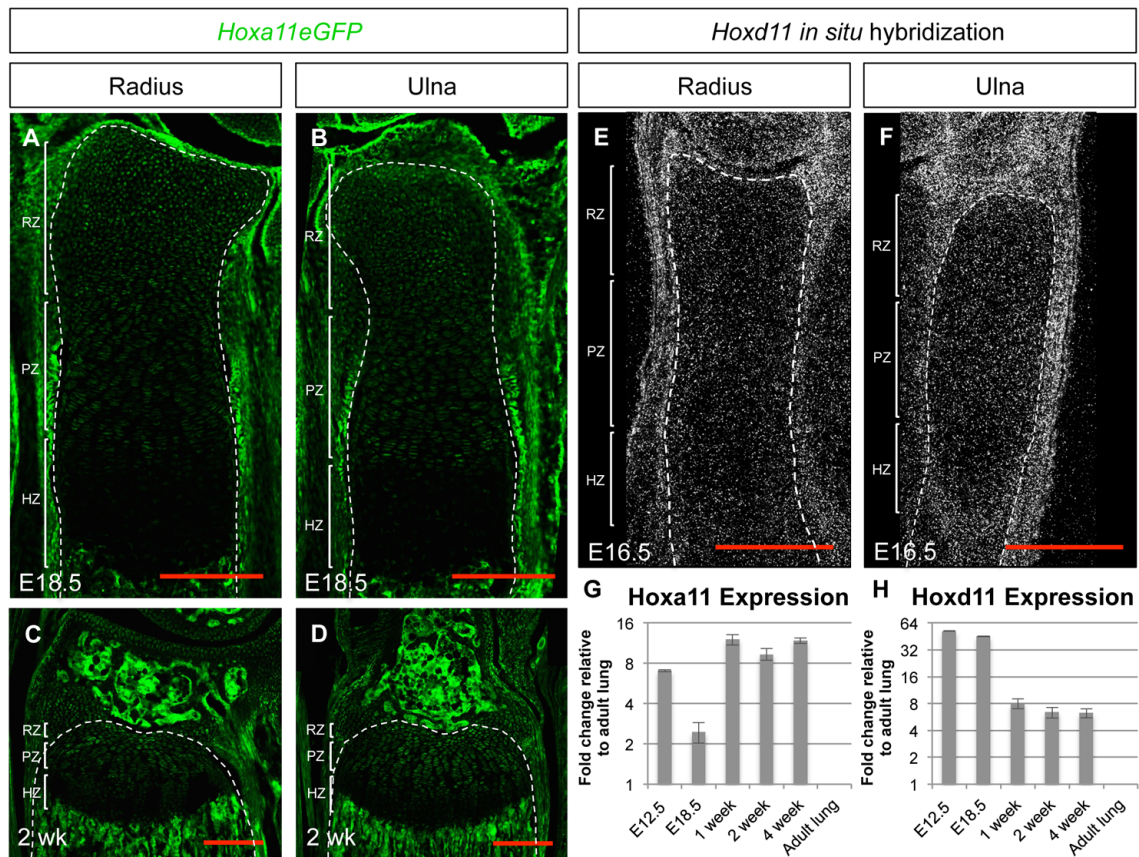 Hoxa11eGFP
Hoxd11 in situ hybridization
Radius
Ulna
Radius
Ulna
A
RZ
PZ
HZ
E18.5
B
RZ
PZ
HZ
E18.5
E
RZ
PZ
HZ
E16.5
F
RZ
PZ
HZ
E16.5
C
RZ
PZ
HZ
2 wk
D
RZ
PZ
HZ
2 wk
G
Hoxa11 Expression
Fold change relative
to adult lung
16
8
4
2
1
E12.5
E18.5
1 week
2 week
4 week
Adult lung
H
Hoxd11 Expression
Fold change relative
to adult lung
64
32
16
8
4
2
1
E12.5
E18.5
1 week
2 week
4 week
Adult lung